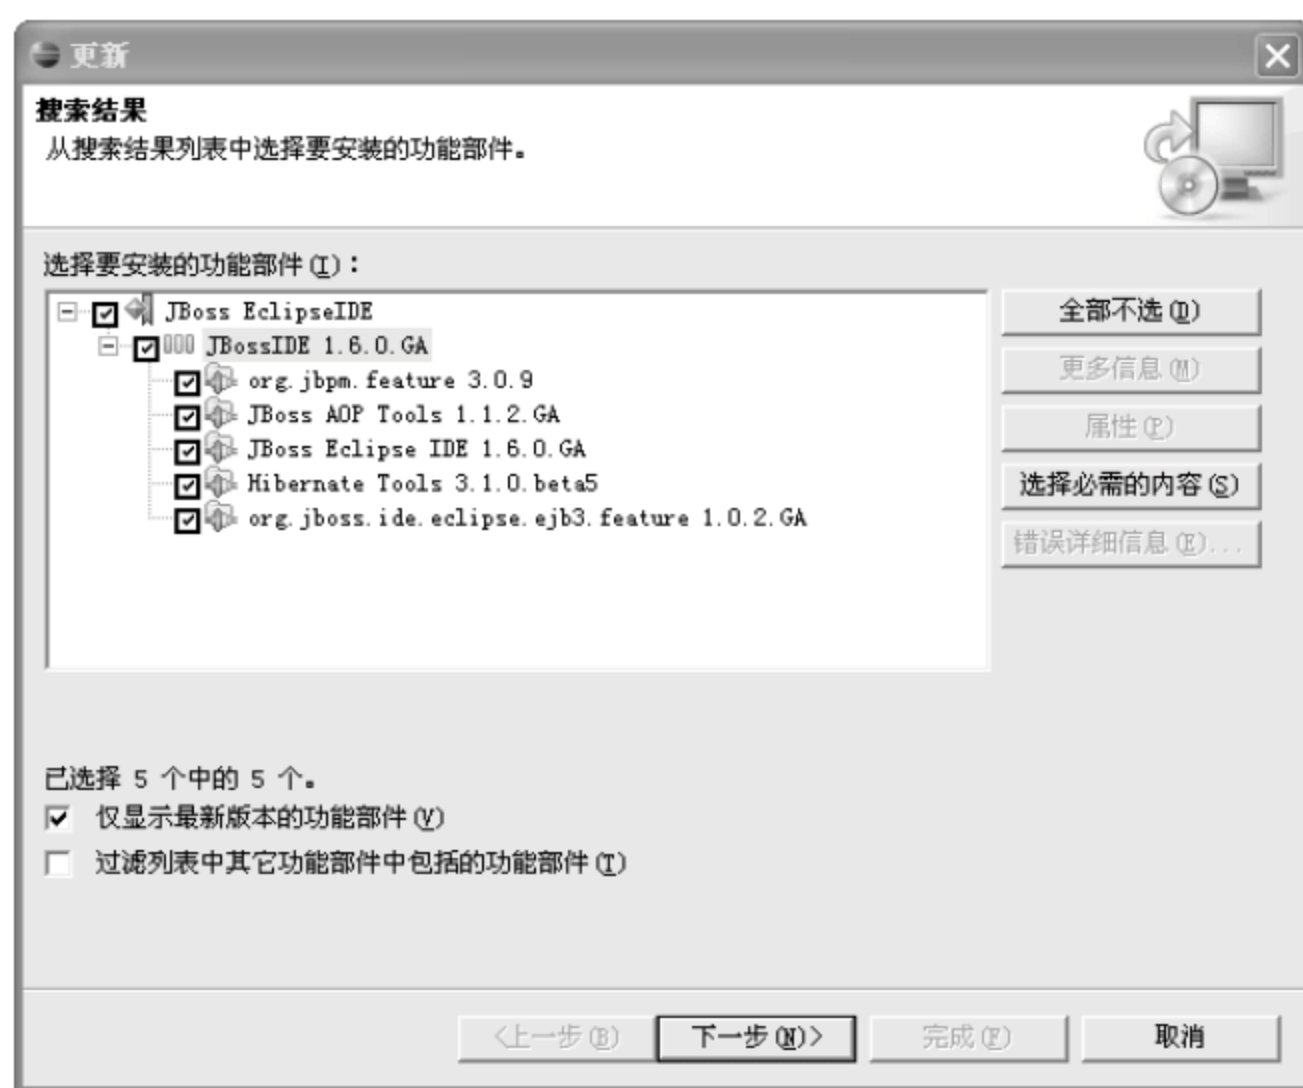 更新
搜索结果
从搜索结果列表中选择要安装的功能部件。
选择要安装的功能部件(I):
JBoss EclipseIDE
JBossIDE 1.6.0.GA
org.jbpm.feature 3.0.9
JBoss AOP Tools 1.1.2.GA
JBoss Eclipse IDE 1.6.0.GA
Hibernate Tools 3.1.0.beta5
org.jboss.ide.eclipse.ejb3.feature 1.0.2.GA
全部不选(D)
更多信息(M)
属性(P)
选择必需的内容(S)
错误详细信息(E)...
已选择 5 个中的 5 个。
仅显示最新版本的功能部件(V)
过滤列表中其它功能部件中包括的功能部件(T)
<上一步(B)
下一步(N)>
完成(F)
取消